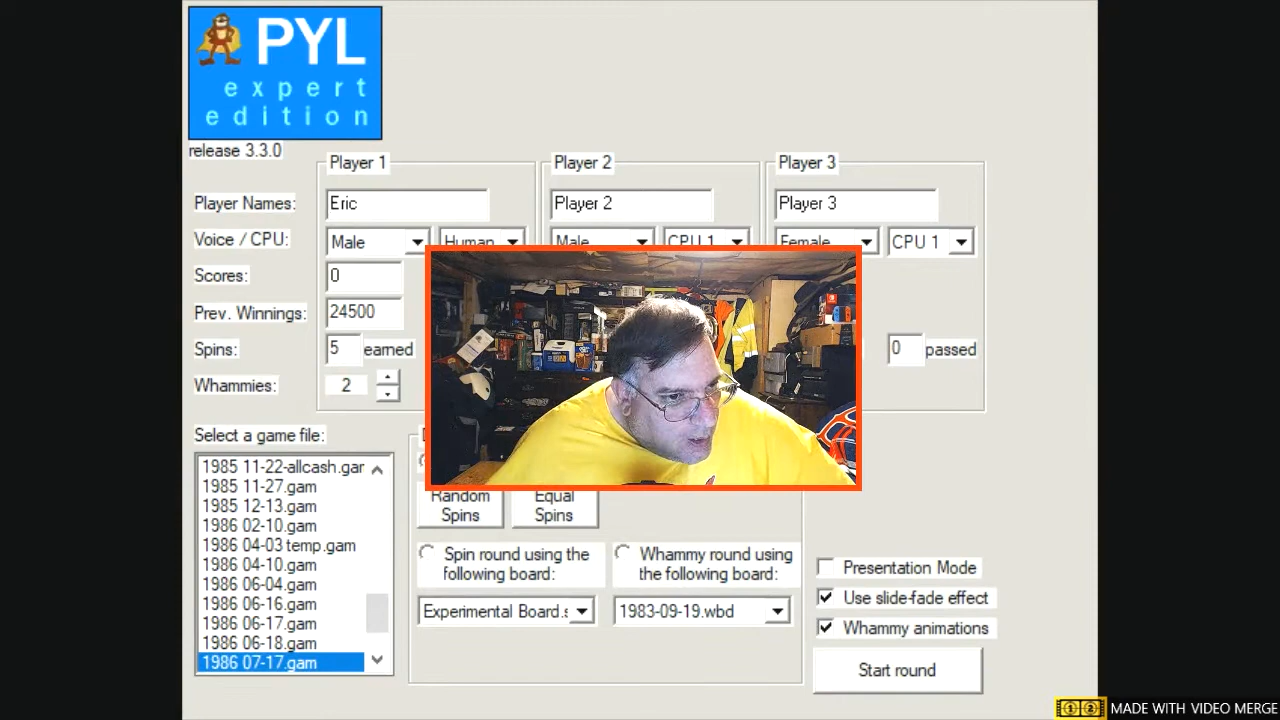 PYL
expert
edition
release 3.3.0
Player 1
Player 2
Player 3
Player Names:
Eric
Player 2
Player 3
Voice / CPU:
Male
Human
Male
CPU 1
Female
CPU 1
Scores:
0
Prev. Winnings:
24500
Spins:
5
earned
0
passed
Whammies:
2
Select a game file:
1985 11-22-allcash.gar
1985 11-27.gam
1985 12-13.gam
1986 02-10.gam
1986 04-03 temp.gam
1986 04-10.gam
1986 06-04.gam
1986 06-16.gam
1986 06-17.gam
1986 06-18.gam
1986 07-17.gam
Random
Spins
Equal
Spins
Spin round using the
following board:
Whammy round using
the following board:
Experimental Board.s
1983-09-19.wbd
Presentation Mode
Use slide-fade effect
Whammy animations
Start round
MADE WITH VIDEO MERGE